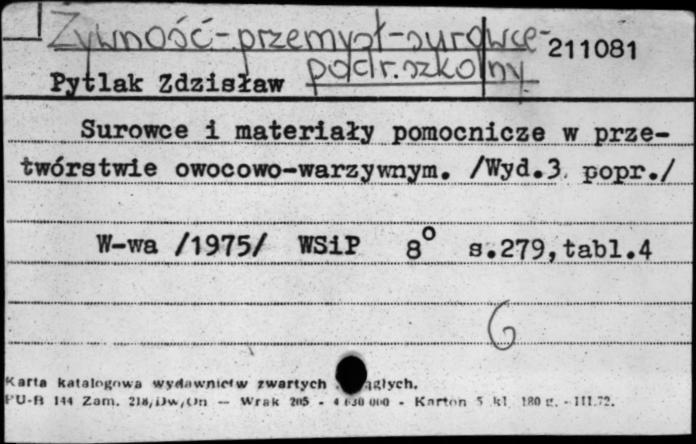 Żywność-przemysł-surowce-
211081
podr.szkolny
Pytlak Zdzisław
Surowce i materiały pomocnicze w prze-
twórstwie owocowo-warzywnym. /Wyd.3 popr./
W-wa /1975/ WSiP 8° s.279,tabl.4
6
Karta katalogowa wydawnictw zwartych
PU-B 144 Zam. 218/Dw/Un — Wrak 205 - 4 030 000 - Karton 5 kl. 180 g. - III.72.